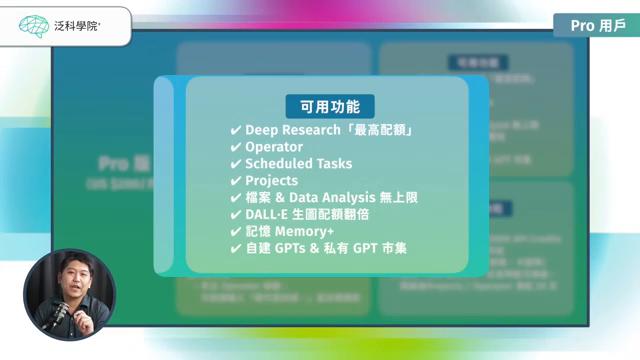 泛科學院
Pro 用戶
可用功能
✔ Deep Research「最高配額」
✔ Operator
✔ Scheduled Tasks
✔ Projects
✔ 檔案 & Data Analysis 無上限
✔ DALL·E 生圖配額翻倍
✔ 記憶 Memory+
✔ 自建 GPTs & 私有 GPT 市集
Pro 版